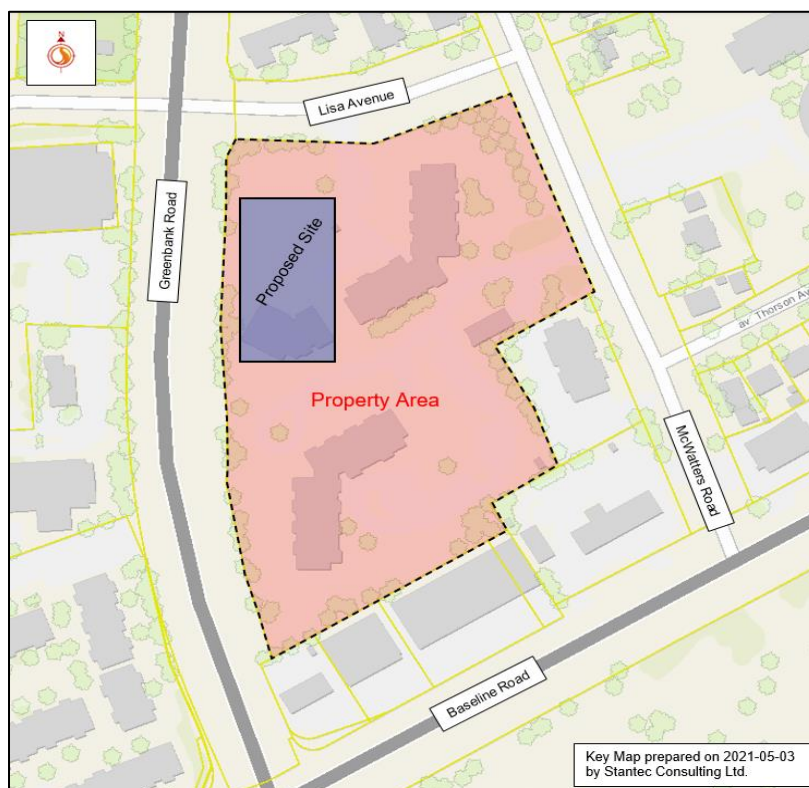 N
Lisa Avenue
Greenbank Road
Proposed Site
av Thorson Av
Property Area
McWatters Road
Baseline Road
Key Map prepared on 2021-05-03
by Stantec Consulting Ltd.